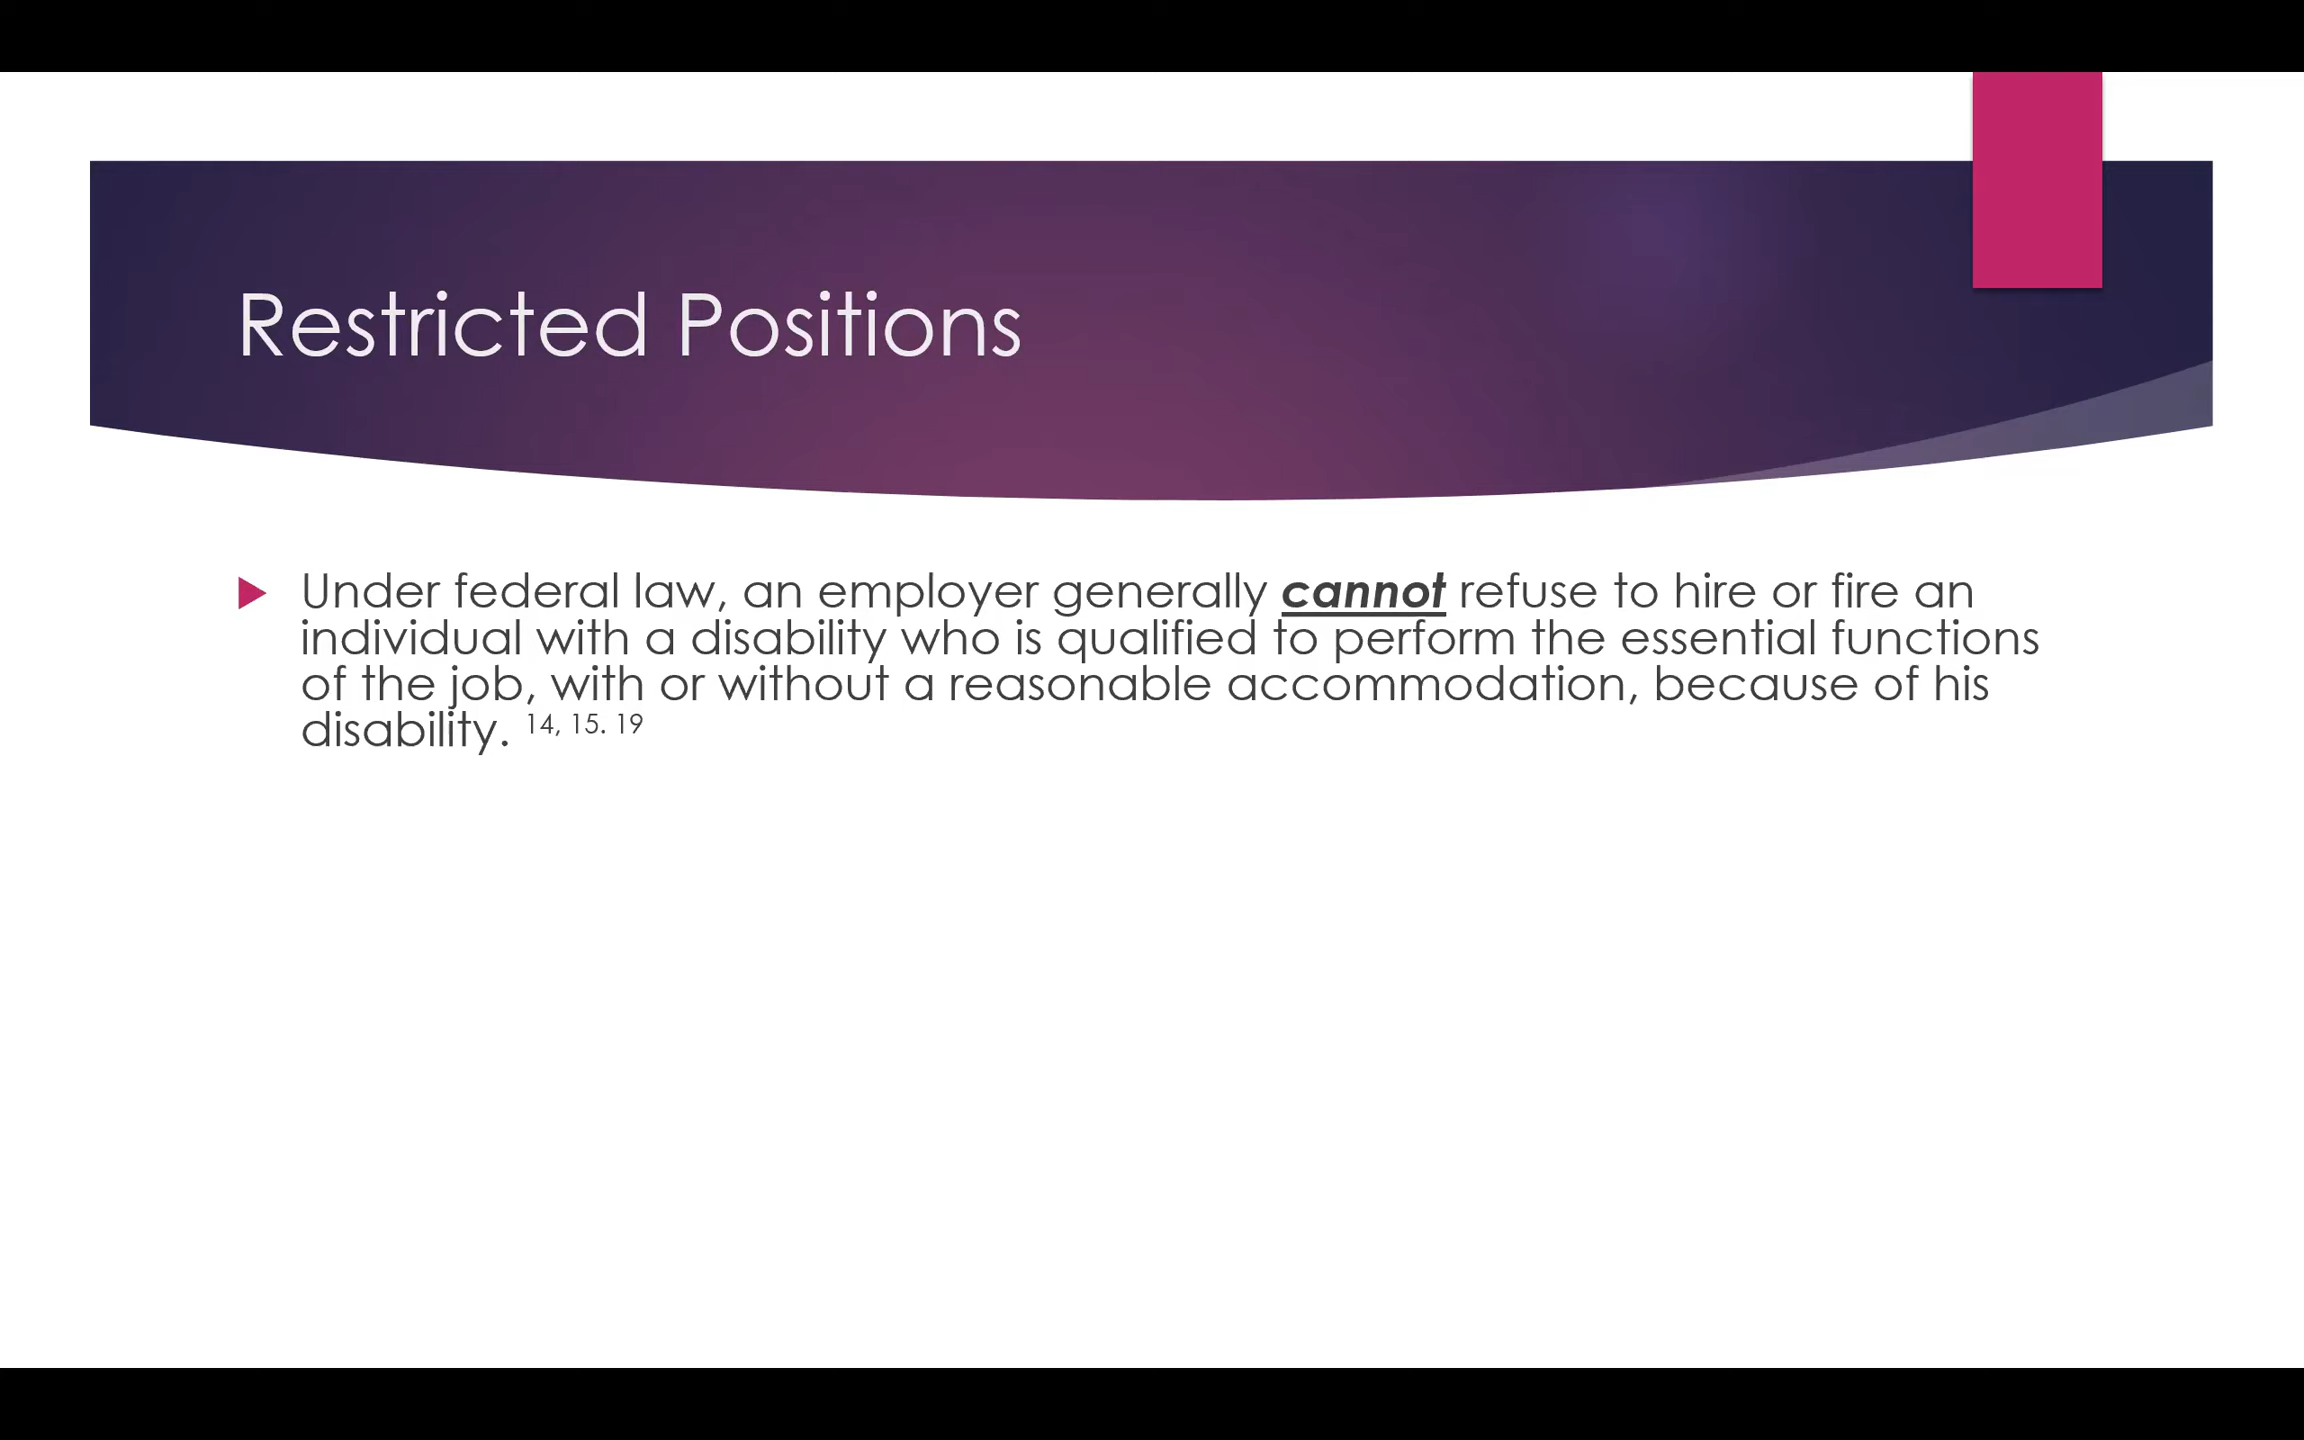 Restricted Positions
Under federal law, an employer generally cannot refuse to hire or fire an
individual with a disability who is qualified to perform the essential functions
of the job, with or without a reasonable accommodation, because of his
disability. 14, 15. 19